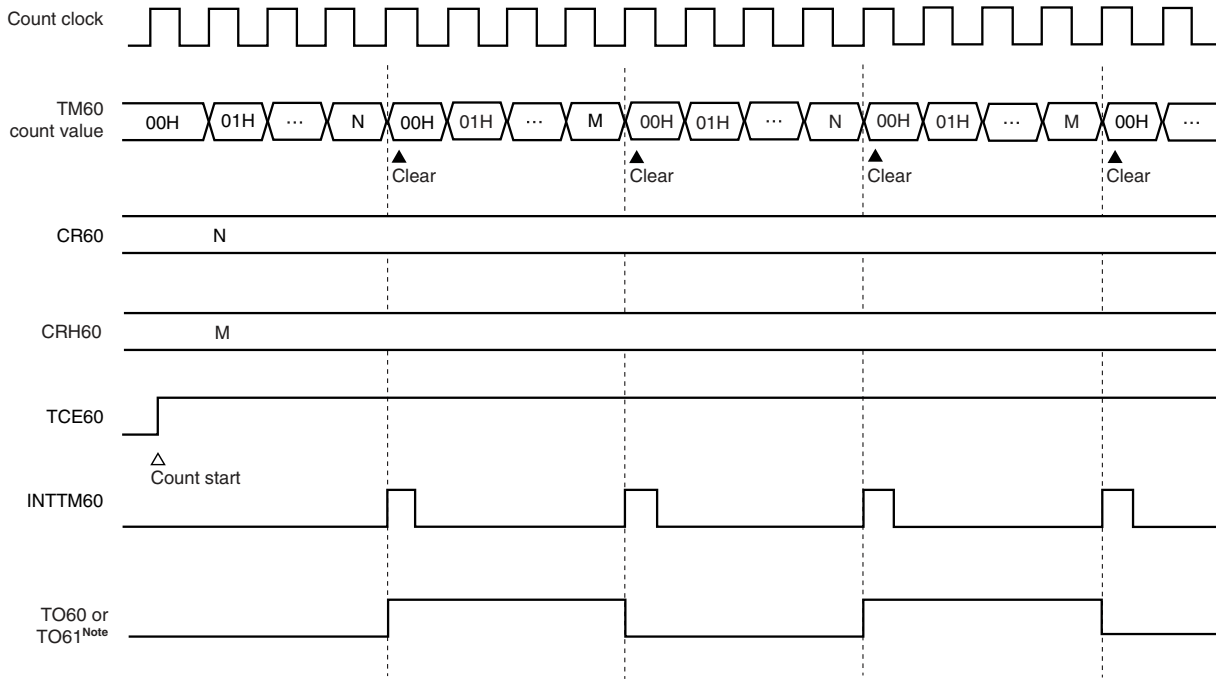 Count clock
TM60
count value
00H 01H ... N 00H 01H ... M 00H 01H ... N 00H 01H ... M 00H ...
Clear Clear Clear Clear
CR60 N
CRH60 M
TCE60
Count start
INTTM60
TO60 or
TO61Note